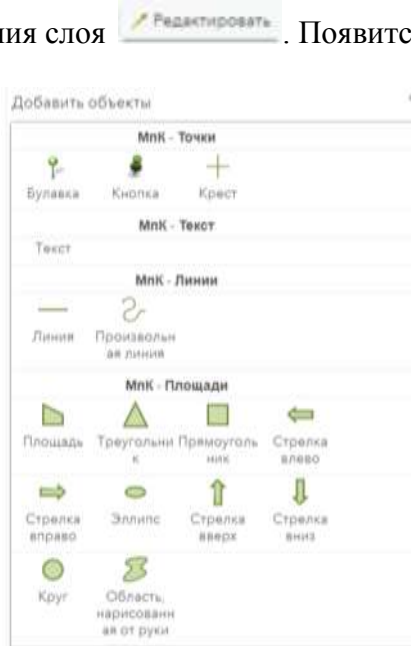 ния слоя Редактировать . Появитс
Добавить объекты
МпК - Точки
Булавка Кнопка Крест
МпК - Текст
Текст
МпК - Линии
Линия Произвольн
ая линия
МпК - Площади
Площадь Треугольни Прямоуголь Стрелка
к ник влево
Стрелка Эллипс Стрелка Стрелка
вправо вверх вниз
Круг Область,
нарисованн
ая от руки